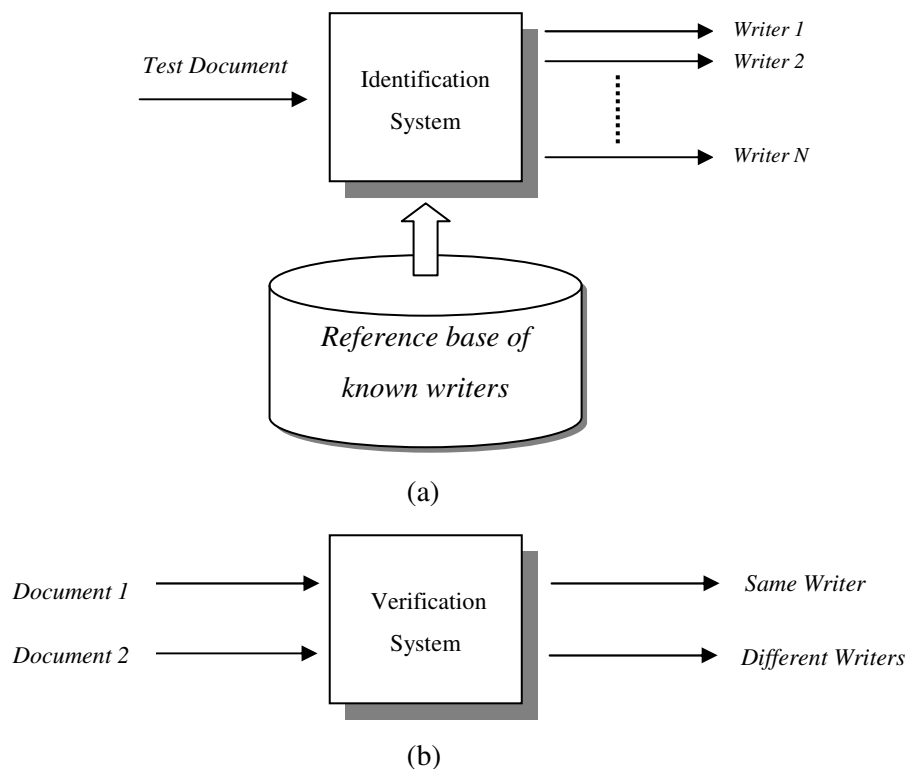 Writer 1
Test Document
Writer 2
Identification
System
Writer N
Reference base of
known writers
(a)
Document 1
Verification
System
Same Writer
Document 2
Different Writers
(b)